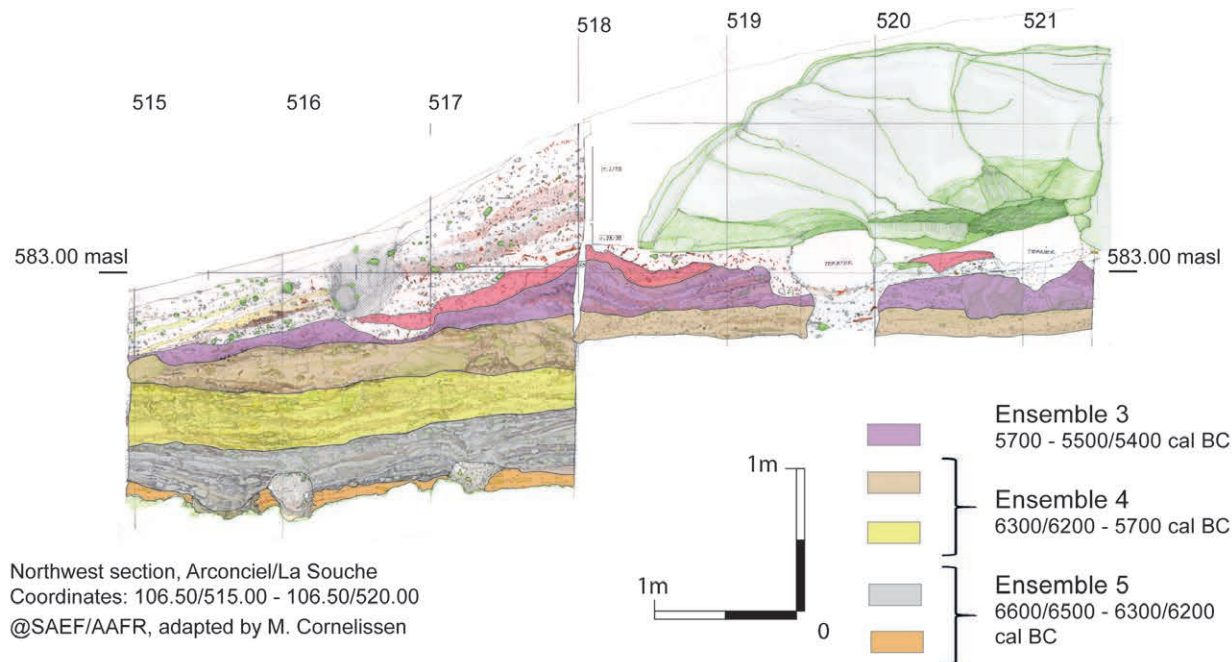 518
519
520
521
515
516
517
583.00 masl
583.00 masl
TERRIER
TERRIER
Ensemble 3
5700 - 5500/5400 cal BC
1m
Ensemble 4
6300/6200 - 5700 cal BC
1m
0
Ensemble 5
6600/6500 - 6300/6200
cal BC
Northwest section, Arconciel/La Souche
Coordinates: 106.50/515.00 - 106.50/520.00
@SAEF/AAFR, adapted by M. Cornelissen